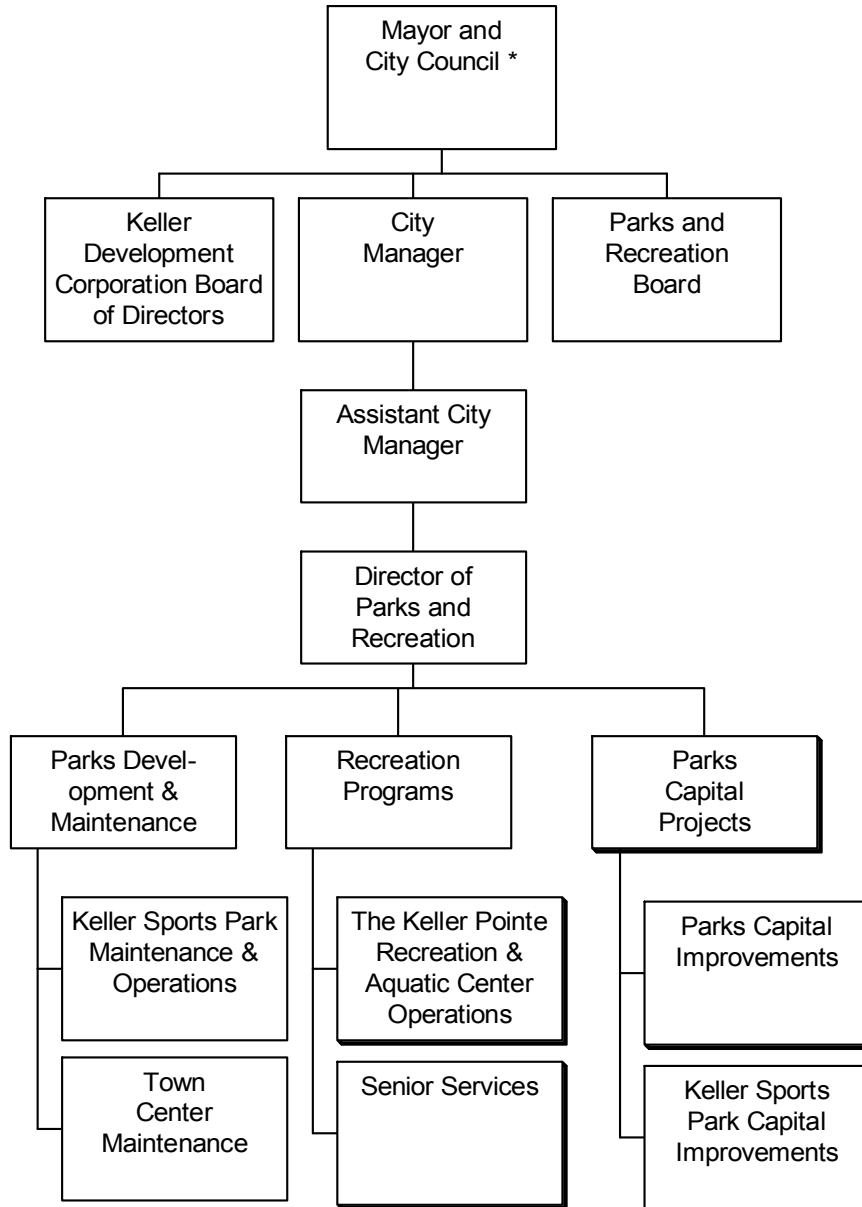 Mayor and
City Council *
Keller
Development
Corporation Board
of Directors
City
Manager
Parks and
Recreation
Board
Assistant City
Manager
Director of
Parks and
Recreation
Parks Devel-
opment &
Maintenance
Recreation
Programs
Parks
Capital
Projects
Keller Sports Park
Maintenance &
Operations
The Keller Pointe
Recreation &
Aquatic Center
Operations
Parks Capital
Improvements
Town
Center
Maintenance
Senior Services
Keller Sports
Park Capital
Improvements